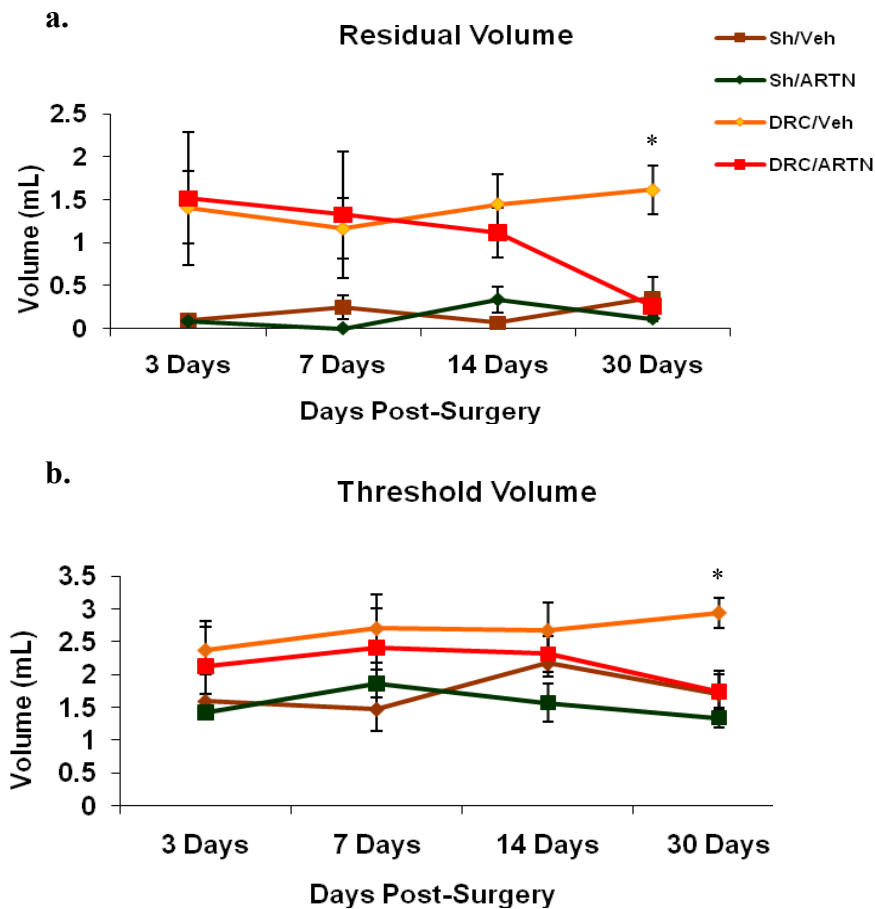 a.
Residual Volume
Sh/Veh
Sh/ARTN
DRC/Veh
DRC/ARTN
2.5
2
1.5
1
0.5
0
Volume (mL)
*
3 Days 7 Days 14 Days 30 Days
Days Post-Surgery
b.
Threshold Volume
3.5
3
2.5
2
1.5
1
0.5
0
Volume (mL)
*
3 Days 7 Days 14 Days 30 Days
Days Post-Surgery